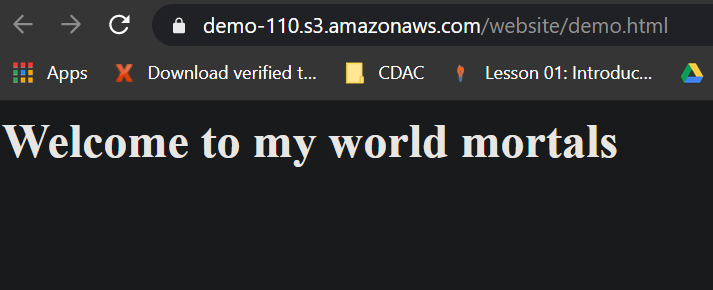 demo-110.s3.amazonaws.com/website/demo.html
Apps Download verified t... CDAC Lesson 01: Introduc...
Welcome to my world mortals